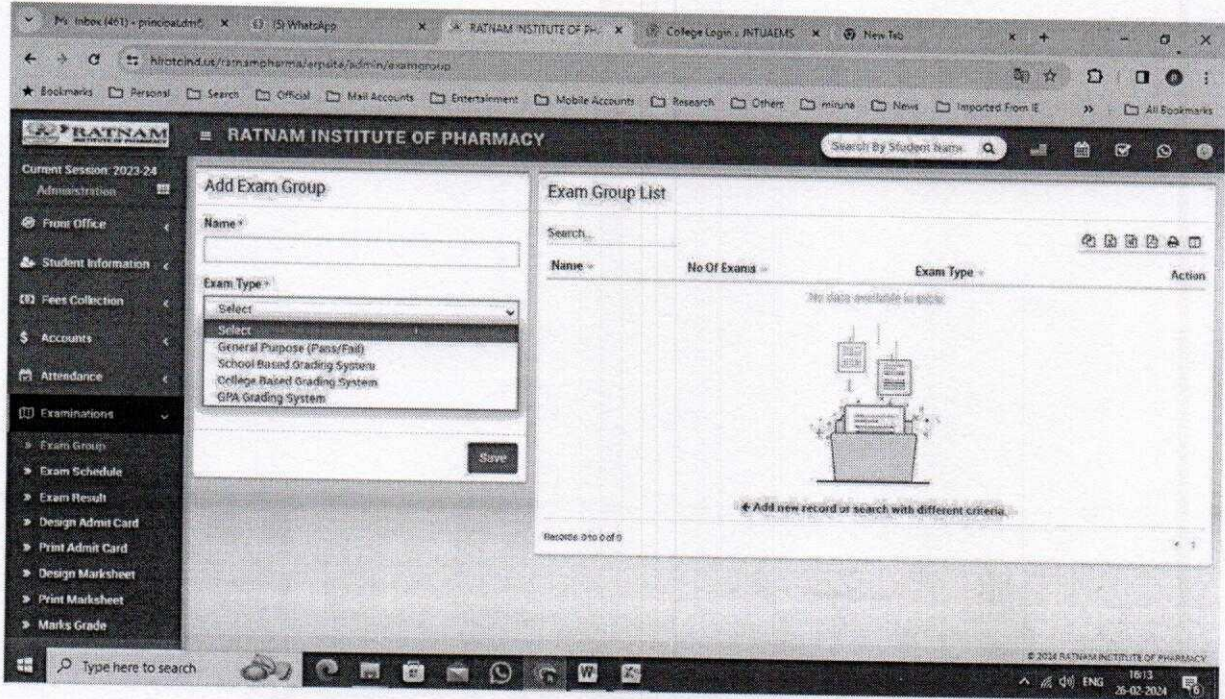 Inbox (461) - principal.dm
(5) WhatsApp
RATNAM INSTITUTE OF PH
College Login : JNTUAEMS
New Tab
Bookmarks Personal Search Official Mail Accounts Entertainment Mobile Accounts Research Others News Imported From IE
All Bookmarks
RATNAM
INSTITUTE OF PHARMACY
RATNAM INSTITUTE OF PHARMACY
Search By Student Name
Current Session: 2023-24
Administration
Front Office
Student Information
Fees Collection
$ Accounts
Attendance
Examinations
» Exam Group
» Exam Schedule
» Exam Result
» Design Admit Card
» Print Admit Card
» Design Marksheet
» Print Marksheet
» Marks Grade
Add Exam Group
Name *
Exam Type *
Select
Select
General Purpose (Pass/Fail)
School Based Grading System
College Based Grading System
GPA Grading System
Save
Exam Group List
Search...
Name No Of Exams Exam Type Action
No data available in table
Add new record or search with different criteria.
Records: 0 to 0 of 0
© 2024 RATNAM INSTITUTE OF PHARMACY
Type here to search
ENG
16:13
26-02-2024